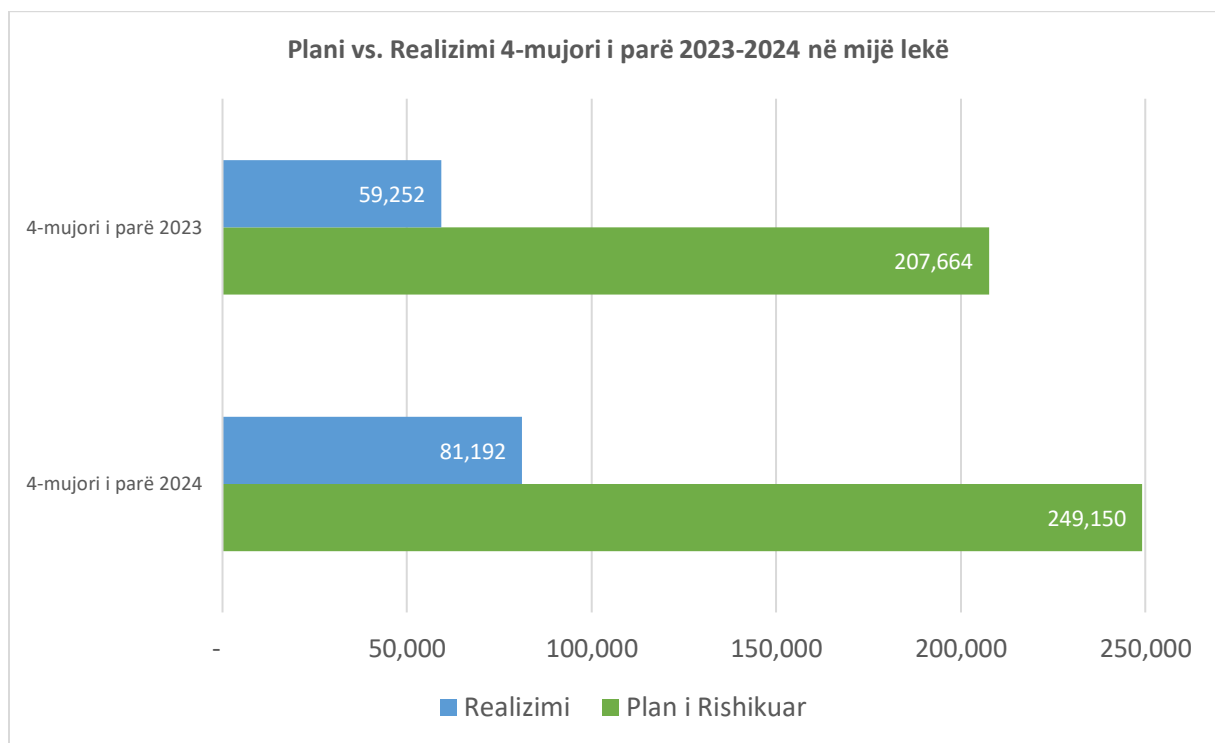 Plani vs. Realizimi 4-mujori i parë 2023-2024 në mijë lekë
59,252
4-mujori i parë 2023
207,664
81,192
4-mujori i parë 2024
249,150
- 50,000 100,000 150,000 200,000 250,000
Realizimi Plan i Rishikuar